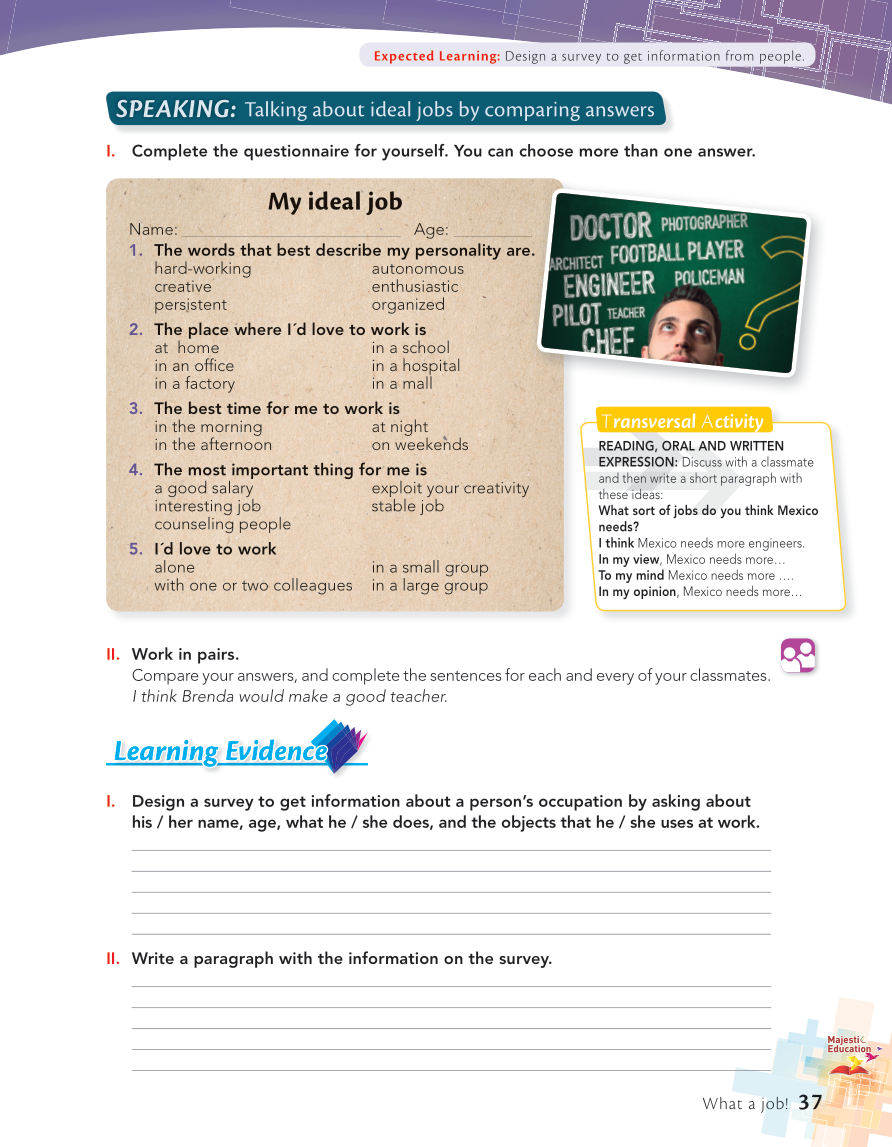 Expected Learning: Design a survey to get information from people.
SPEAKING: Talking about ideal jobs by comparing answers
I. Complete the questionnaire for yourself. You can choose more than one answer.
My ideal job
Name: Age:
1. The words that best describe my personality are.
hard-working autonomous
creative enthusiastic
persistent organized
2. The place where I´d love to work is
at home in a school
in an office in a hospital
in a factory in a mall
3. The best time for me to work is
in the morning at night
in the afternoon on weekends
4. The most important thing for me is
a good salary exploit your creativity
interesting job stable job
counseling people
5. I´d love to work
alone in a small group
with one or two colleagues in a large group
DOCTOR PHOTOGRAPHER
ARCHITECT FOOTBALL PLAYER
ENGINEER POLICEMAN
PILOT TEACHER
CHEF
?
Transversal Activity
READING, ORAL AND WRITTEN
EXPRESSION: Discuss with a classmate
and then write a short paragraph with
these ideas:
What sort of jobs do you think Mexico
needs?
I think Mexico needs more engineers.
In my view, Mexico needs more…
To my mind Mexico needs more ….
In my opinion, Mexico needs more…
II. Work in pairs.
Compare your answers, and complete the sentences for each and every of your classmates.
I think Brenda would make a good teacher.
Learning Evidence
I. Design a survey to get information about a person’s occupation by asking about
his / her name, age, what he / she does, and the objects that he / she uses at work.
II. Write a paragraph with the information on the survey.
Majestic
Education
What a job! 37